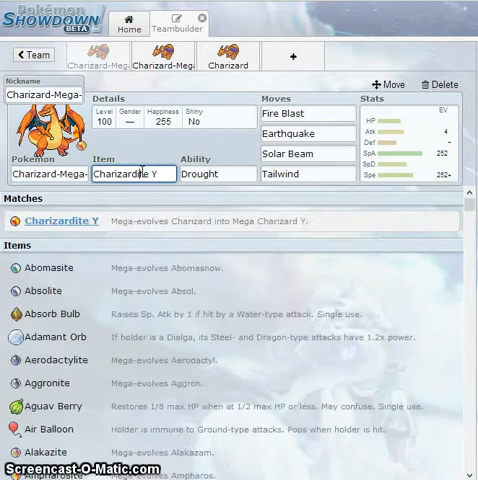 Pokémon
SHOWDOWN
BETA
Home
Teambuilder
Team
Charizard-Mega-
Charizard-Mega
Charizard
+
Move
Delete
Nickname
Charizard-Mega-
Details
Level
100
Gender
—
Happiness
255
Shiny
No
Moves
Fire Blast
Earthquake
Solar Beam
Tailwind
Stats
EV
HP
Atk 4
Def -
SpA 252
SpD
Spe 252+
Pokémon
Charizard-Mega-
Item
Charizardite Y
Ability
Drought
Matches
Charizardite Y Mega-evolves Charizard into Mega Charizard Y.
Items
Abomasite Mega-evolves Abomasnow.
Absolite Mega-evolves Absol.
Absorb Bulb Raises Sp. Atk by 1 if hit by a Water-type attack. Single use.
Adamant Orb If holder is a Dialga, its Steel- and Dragon-type attacks have 1.2x power.
Aerodactylite Mega-evolves Aerodactyl.
Aggronite Mega-evolves Aggron.
Aguav Berry Restores 1/8 max HP when at 1/2 max HP or less. May confuse. Single use.
Air Balloon Holder is immune to Ground-type attacks. Pops when holder is hit.
Alakazite Mega-evolves Alakazam.
Ampharosite Mega-evolves Ampharos.
Screencast-O-Matic.com